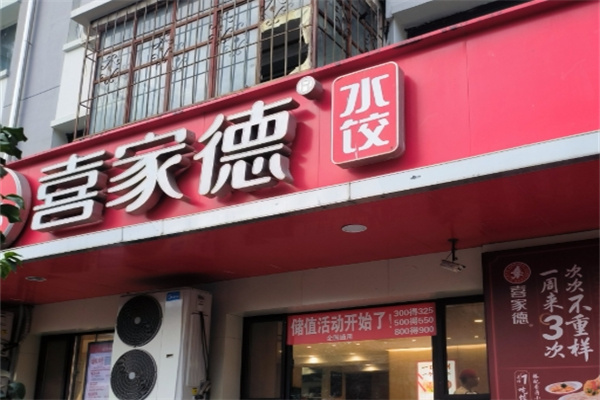 喜家德
水饺
储值活动开始了！
300得325
500得550
800得900
喜家德
次次不重样
一周来3次